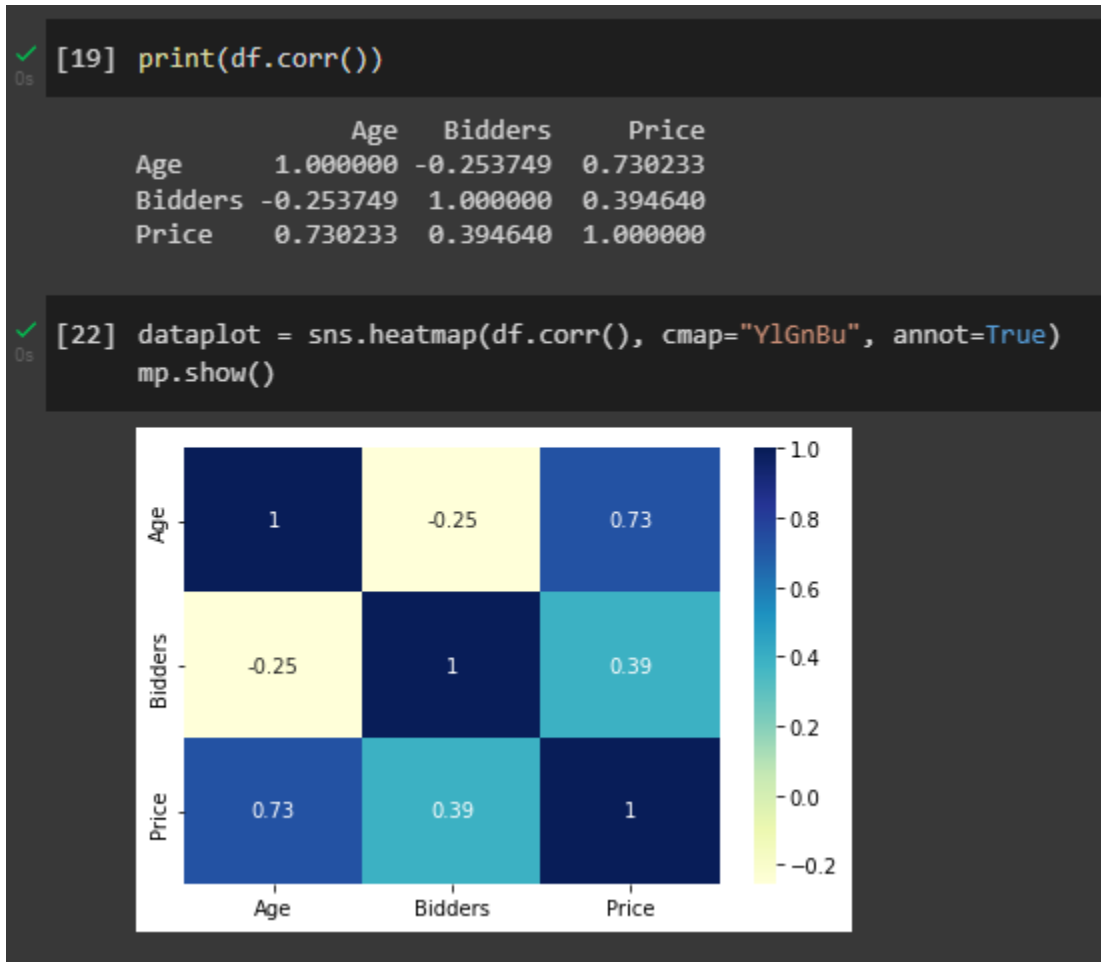 [19] print(df.corr())
0s
Age Bidders Price
Age 1.000000 -0.253749 0.730233
Bidders -0.253749 1.000000 0.394640
Price 0.730233 0.394640 1.000000
[22] dataplot = sns.heatmap(df.corr(), cmap="YlGnBu", annot=True)
0s
mp.show()
1.0
Age 1 -0.25 0.73
0.8
0.6
Bidders -0.25 1 0.39
0.4
0.2
Price 0.73 0.39 1
0.0
-0.2
Age Bidders Price